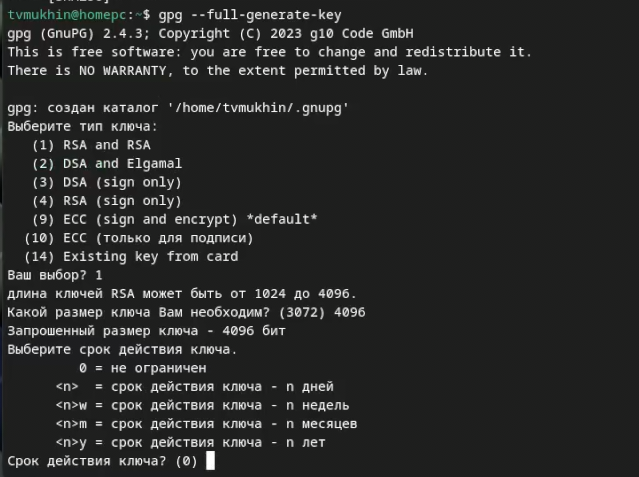 tvmukhin@homepc:~$ gpg --full-generate-key
gpg (GnuPG) 2.4.3; Copyright (C) 2023 g10 Code GmbH
This is free software: you are free to change and redistribute it.
There is NO WARRANTY, to the extent permitted by law.

gpg: создан каталог '/home/tvmukhin/.gnupg'
Выберите тип ключа:
   (1) RSA and RSA
   (2) DSA and Elgamal
   (3) DSA (sign only)
   (4) RSA (sign only)
   (9) ECC (sign and encrypt) *default*
  (10) ECC (только для подписи)
  (14) Existing key from card
Ваш выбор? 1
длина ключей RSA может быть от 1024 до 4096.
Какой размер ключа Вам необходим? (3072) 4096
Запрошенный размер ключа - 4096 бит
Выберите срок действия ключа.
         0 = не ограничен
      <n>  = срок действия ключа - n дней
      <n>w = срок действия ключа - n недель
      <n>m = срок действия ключа - n месяцев
      <n>y = срок действия ключа - n лет
Срок действия ключа? (0)